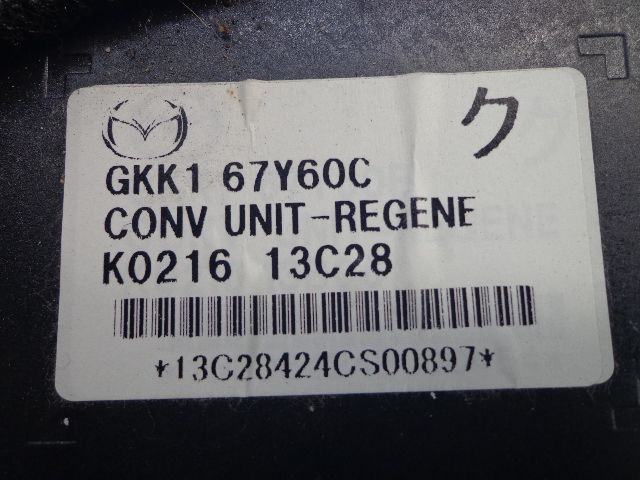 ク
GKK1 67Y60C
CONV UNIT-REGENE
K0216 13C28
*13C28424CS00897*